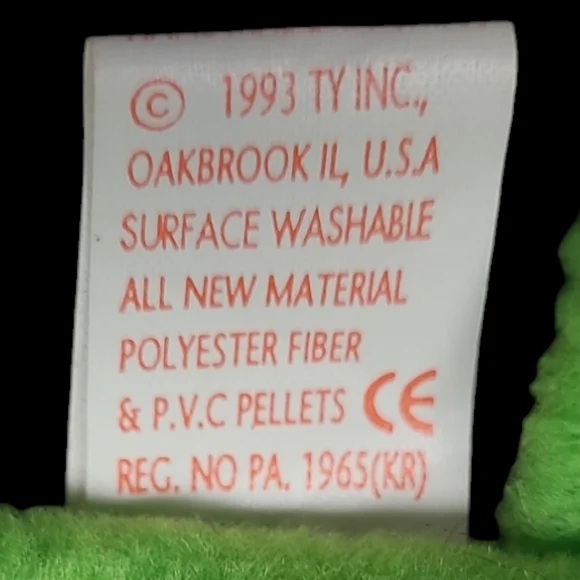 © 1993 TY INC.,
OAKBROOK IL, U.S.A
SURFACE WASHABLE
ALL NEW MATERIAL
POLYESTER FIBER
& P.V.C PELLETS CE
REG. NO PA. 1965(KR)